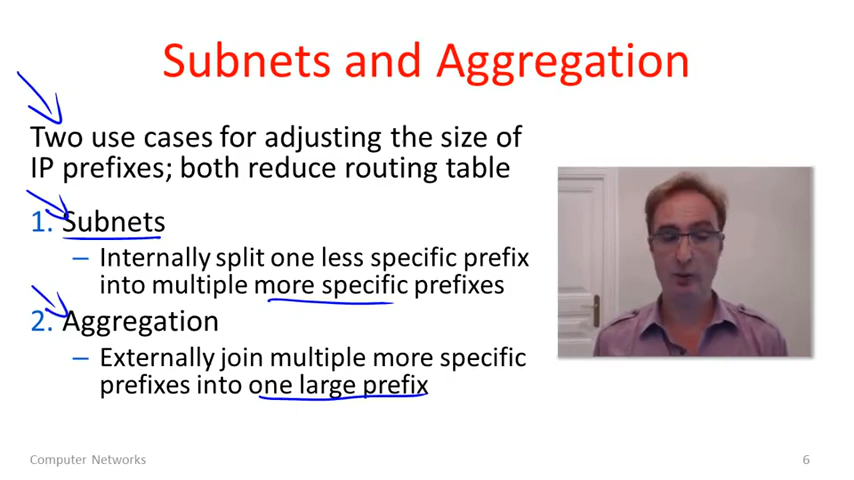 Subnets and Aggregation
Two use cases for adjusting the size of
IP prefixes; both reduce routing table
1. Subnets
– Internally split one less specific prefix
into multiple more specific prefixes
2. Aggregation
– Externally join multiple more specific
prefixes into one large prefix
Computer Networks
6